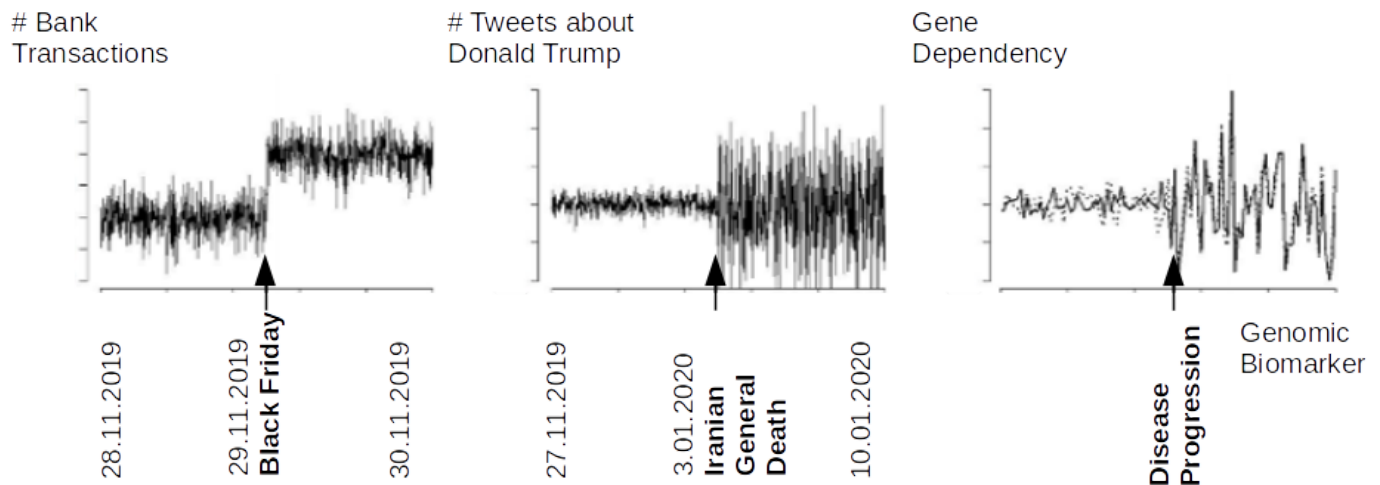 # Bank
Transactions
# Tweets about
Donald Trump
Gene
Dependency
28.11.2019
29.11.2019
Black Friday
30.11.2019
27.11.2019
3.01.2020
Iranian
General
Death
10.01.2020
Disease
Progression
Genomic
Biomarker